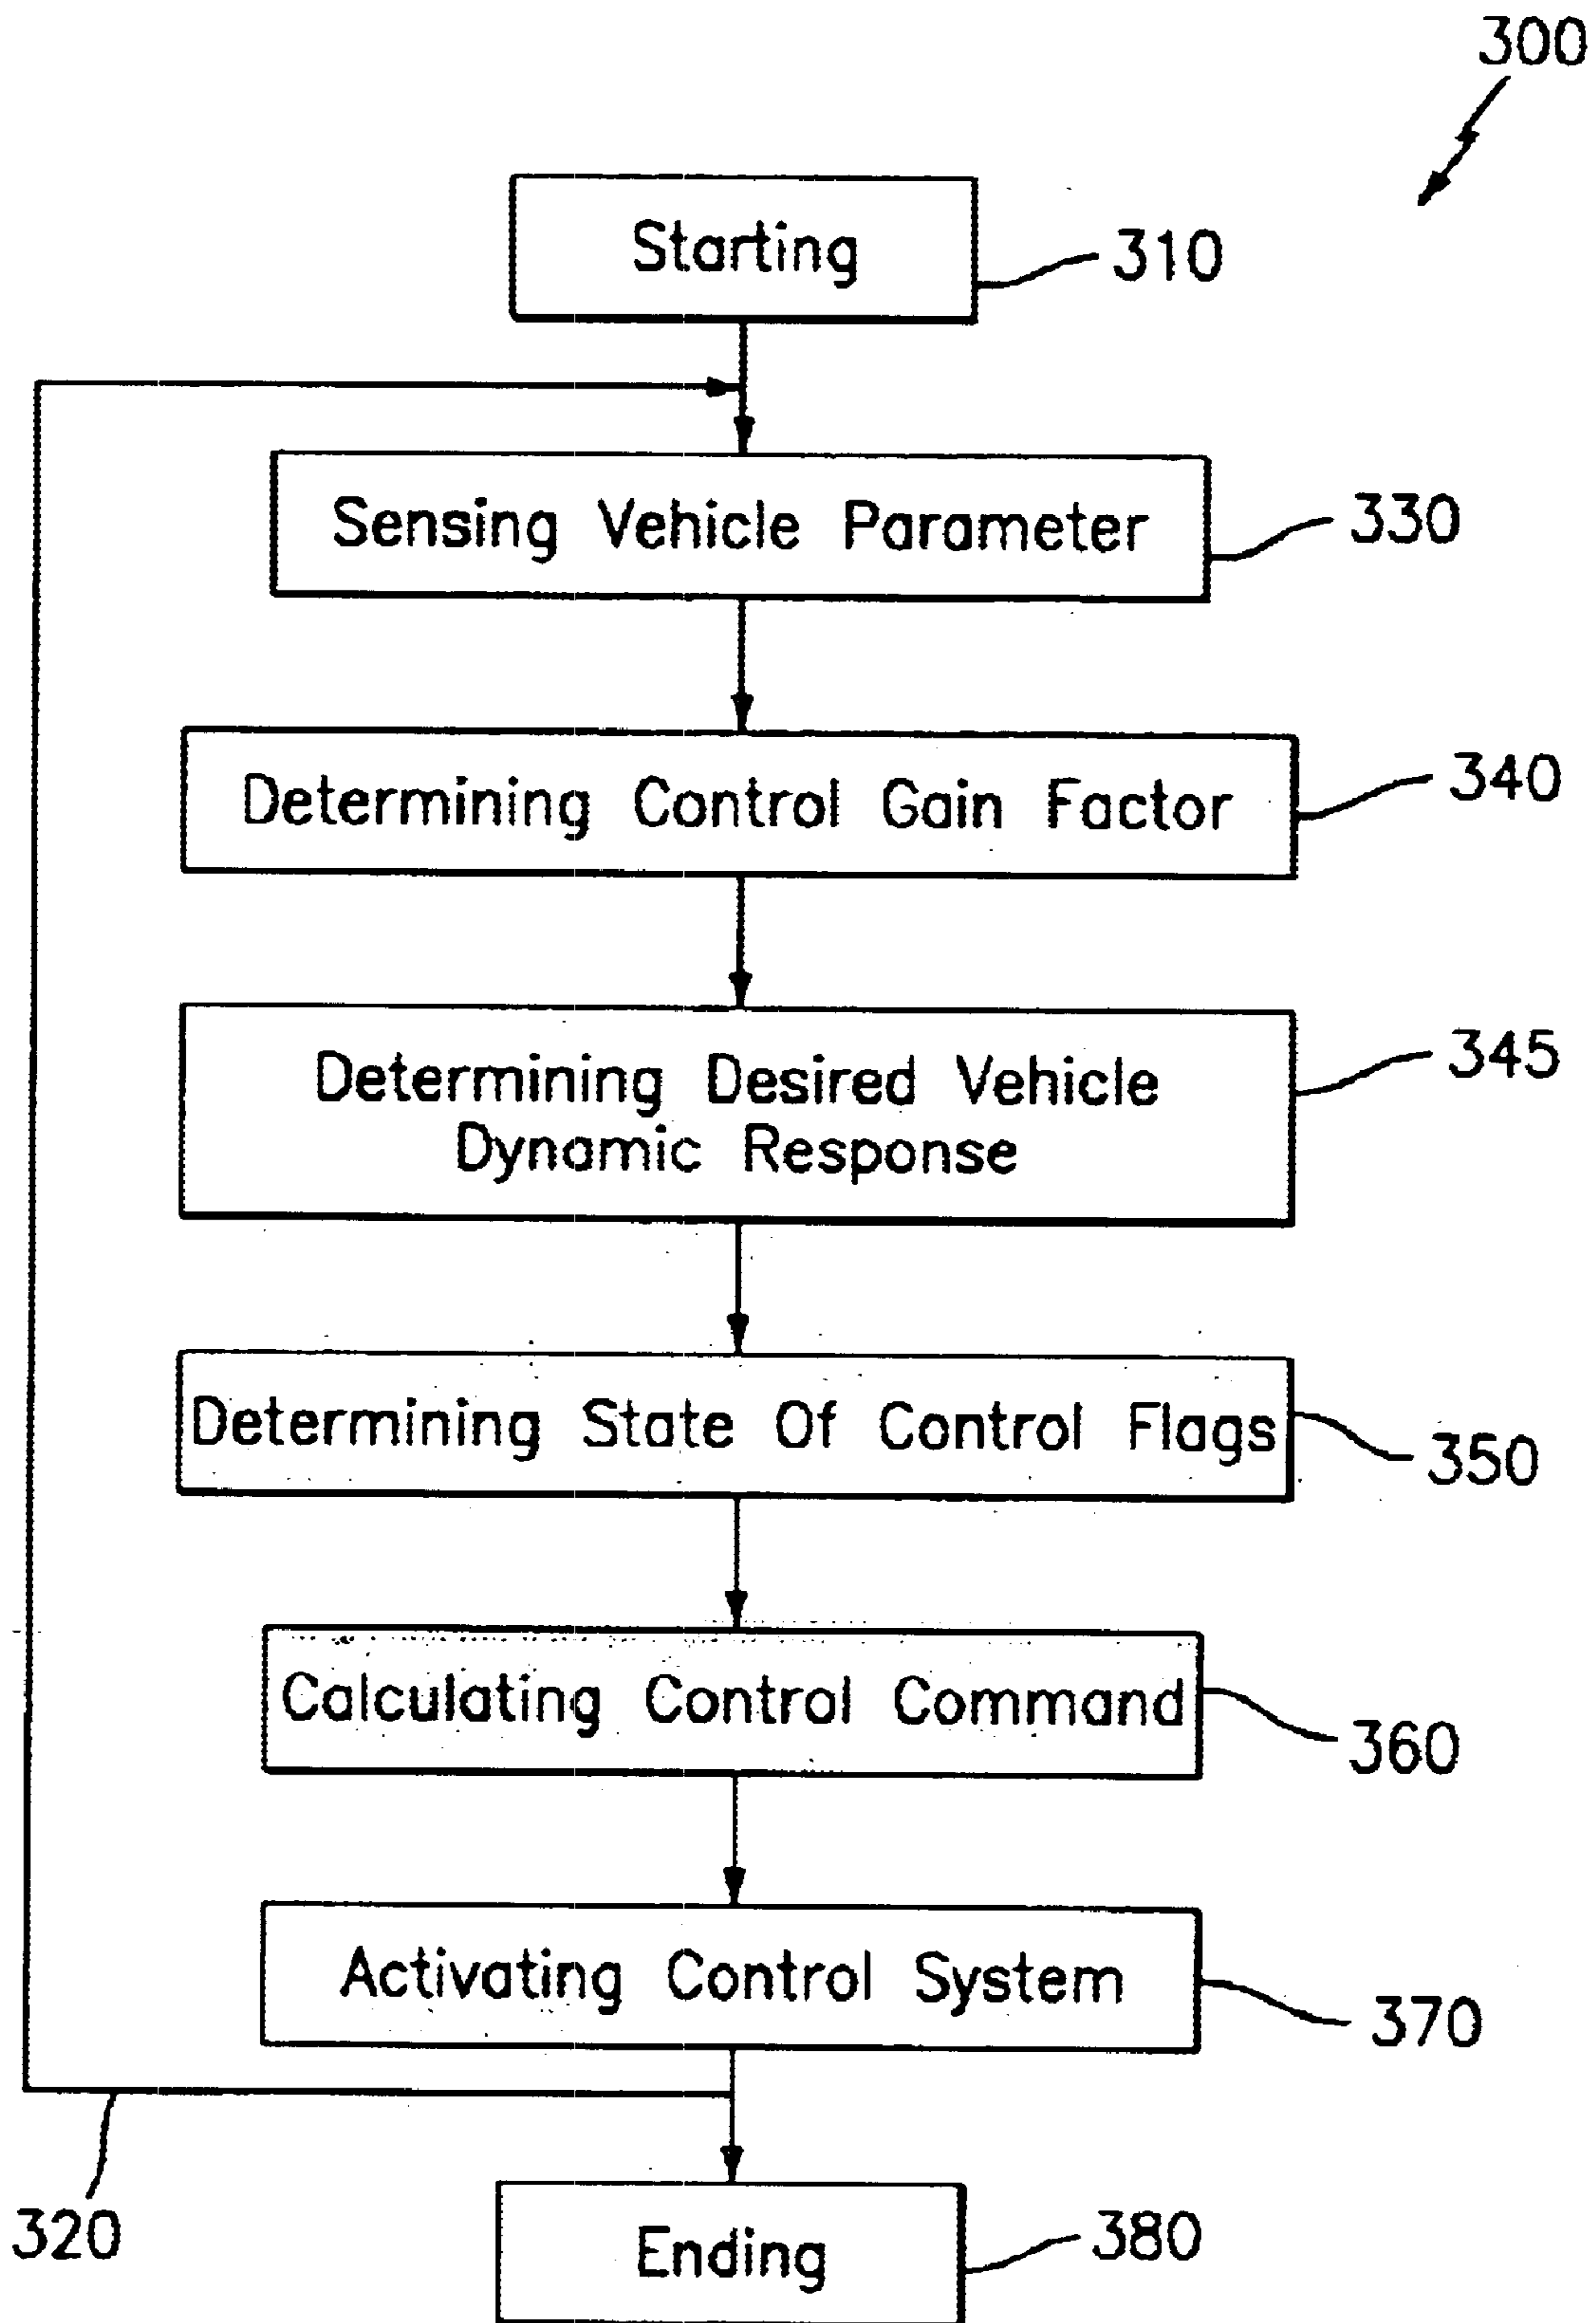 300
Starting
310
Sensing Vehicle Parameter
330
Determining Control Gain Factor
340
Determining Desired Vehicle
Dynamic Response
345
Determining State Of Control Flags
350
Calculating Control Command
360
Activating Control System
370
320
Ending
380